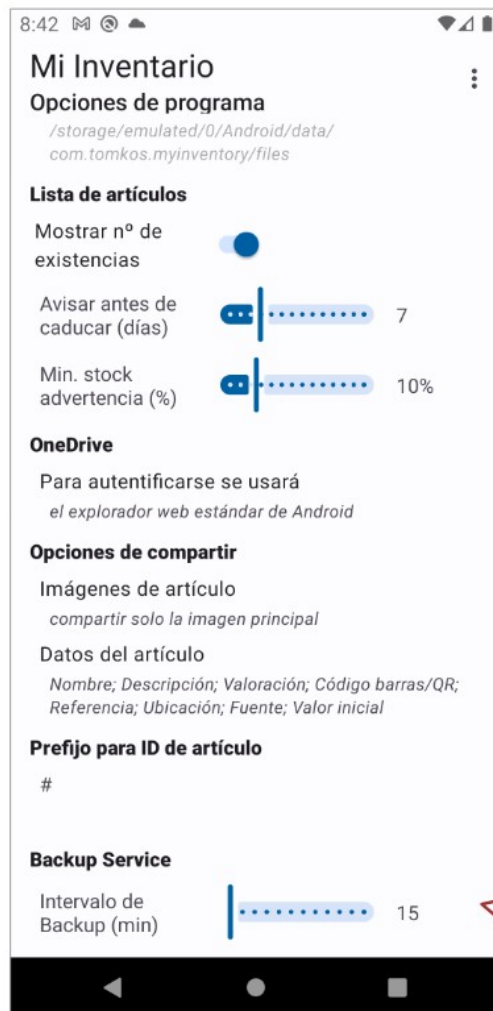 8:42
Mi Inventario
Opciones de programa
/storage/emulated/0/Android/data/
com.tomkos.myinventory/files
Lista de artículos
Mostrar nº de
existencias
Avisar antes de
caducar (días)
7
Min. stock
advertencia (%)
10%
OneDrive
Para autentificarse se usará
el explorador web estándar de Android
Opciones de compartir
Imágenes de artículo
compartir solo la imagen principal
Datos del artículo
Nombre; Descripción; Valoración; Código barras/QR;
Referencia; Ubicación; Fuente; Valor inicial
Prefijo para ID de artículo
#
Backup Service
Intervalo de
Backup (min)
15